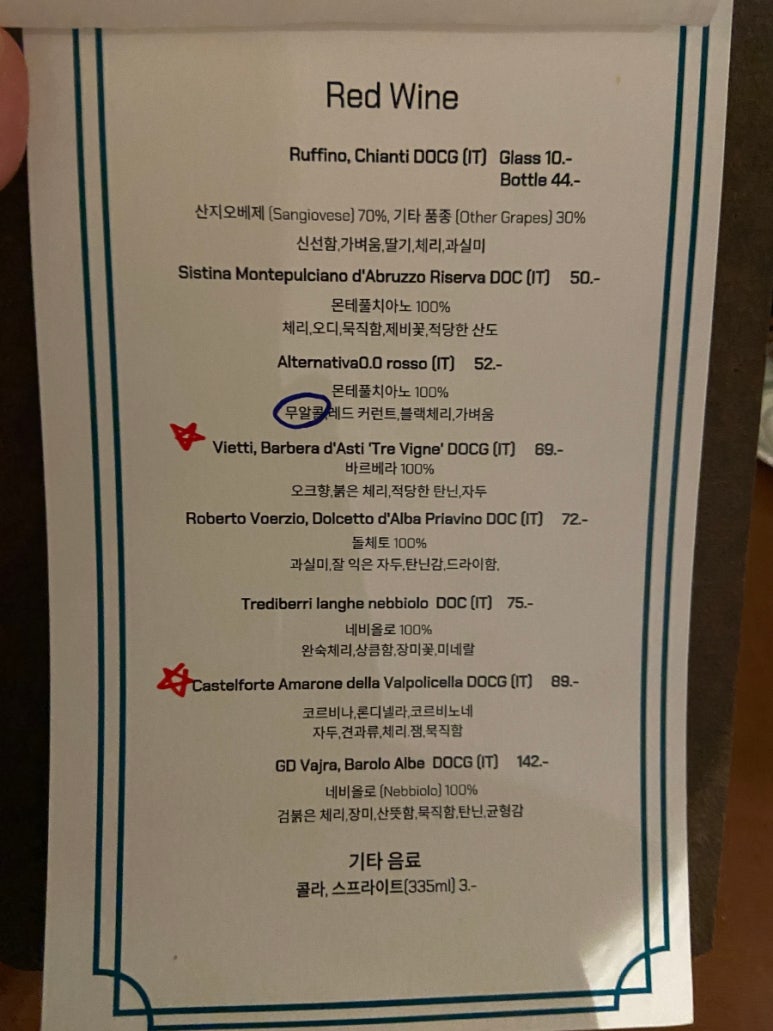 Red Wine
Ruffino, Chianti DOCG (IT) Glass 10.-
Bottle 44.-
산지오베제 (Sangiovese) 70%, 기타 품종 (Other Grapes) 30%
신선함,가벼움,딸기,체리,과실미
Sistina Montepulciano d'Abruzzo Riserva DOC (IT) 50.-
몬테풀치아노 100%
체리,오디,묵직함,제비꽃,적당한 산도
Alternativa0.0 rosso (IT) 52.-
몬테풀치아노 100%
무알콜,레드 커런트,블랙체리,가벼움
Vietti, Barbera d'Asti 'Tre Vigne' DOCG (IT) 69.-
바르베라 100%
오크향,붉은 체리,적당한 탄닌,자두
Roberto Voerzio, Dolcetto d'Alba Priavino DOC (IT) 72.-
돌체토 100%
과실미,잘 익은 자두,탄닌감,드라이함.
Trediberri langhe nebbiolo DOC (IT) 75.-
네비올로 100%
완숙체리,상큼함,장미꽃,미네랄
Castelforte Amarone della Valpolicella DOCG (IT) 89.-
코르비나,론디넬라,코르비노네
자두,견과류,체리.잼,묵직함
GD Vajra, Barolo Albe DOCG (IT) 142.-
네비올로 (Nebbiolo) 100%
검붉은 체리,장미,산뜻함,묵직함,탄닌,균형감
기타 음료
콜라, 스프라이트(335ml) 3.-